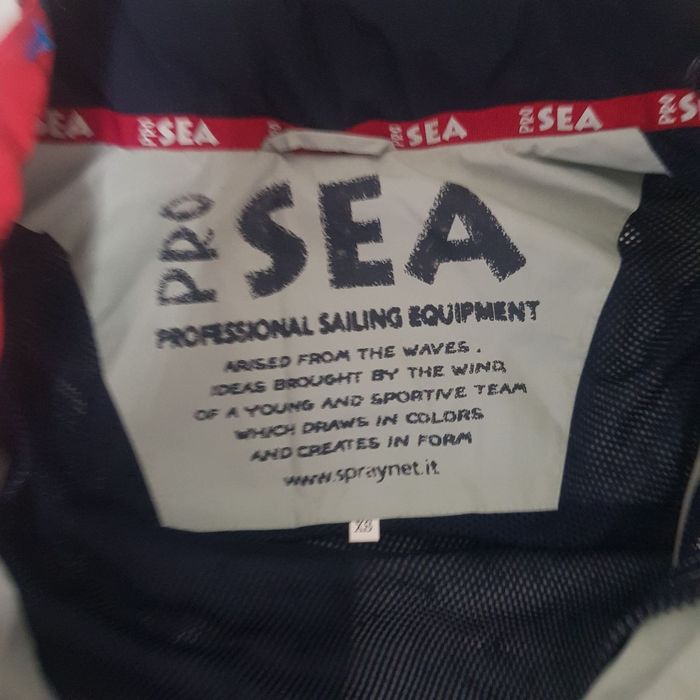 SEA PRO SEA PRO SEA PRO SEA PRO S
PRO SEA
PROFESSIONAL SAILING EQUIPMENT
ARISED FROM THE WAVES.
IDEAS BROUGHT BY THE WIND
OF A YOUNG AND SPORTIVE TEAM
WHICH DRAWS IN COLORS
AND CREATES IN FORM
www.spraynet.it
XS